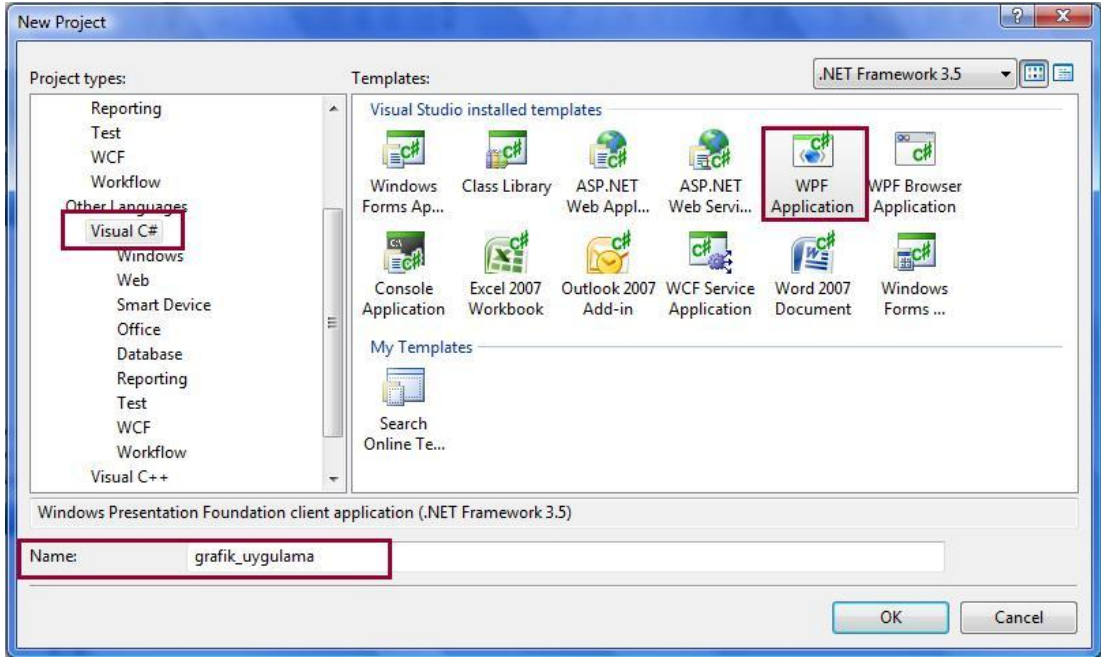 New Project
Project types:
Templates:
.NET Framework 3.5
Reporting
Test
WCF
Workflow
Other Languages
Visual C#
Windows
Web
Smart Device
Office
Database
Reporting
Test
WCF
Workflow
Visual C++
Visual Studio installed templates
Windows Forms Ap...
Class Library
ASP.NET Web Appl...
ASP.NET Web Servi...
WPF Application
WPF Browser Application
Console Application
Excel 2007 Workbook
Outlook 2007 Add-in
WCF Service Application
Word 2007 Document
Windows Forms ...
My Templates
Search Online Te...
Windows Presentation Foundation client application (.NET Framework 3.5)
Name: grafik_uygulama
OK Cancel